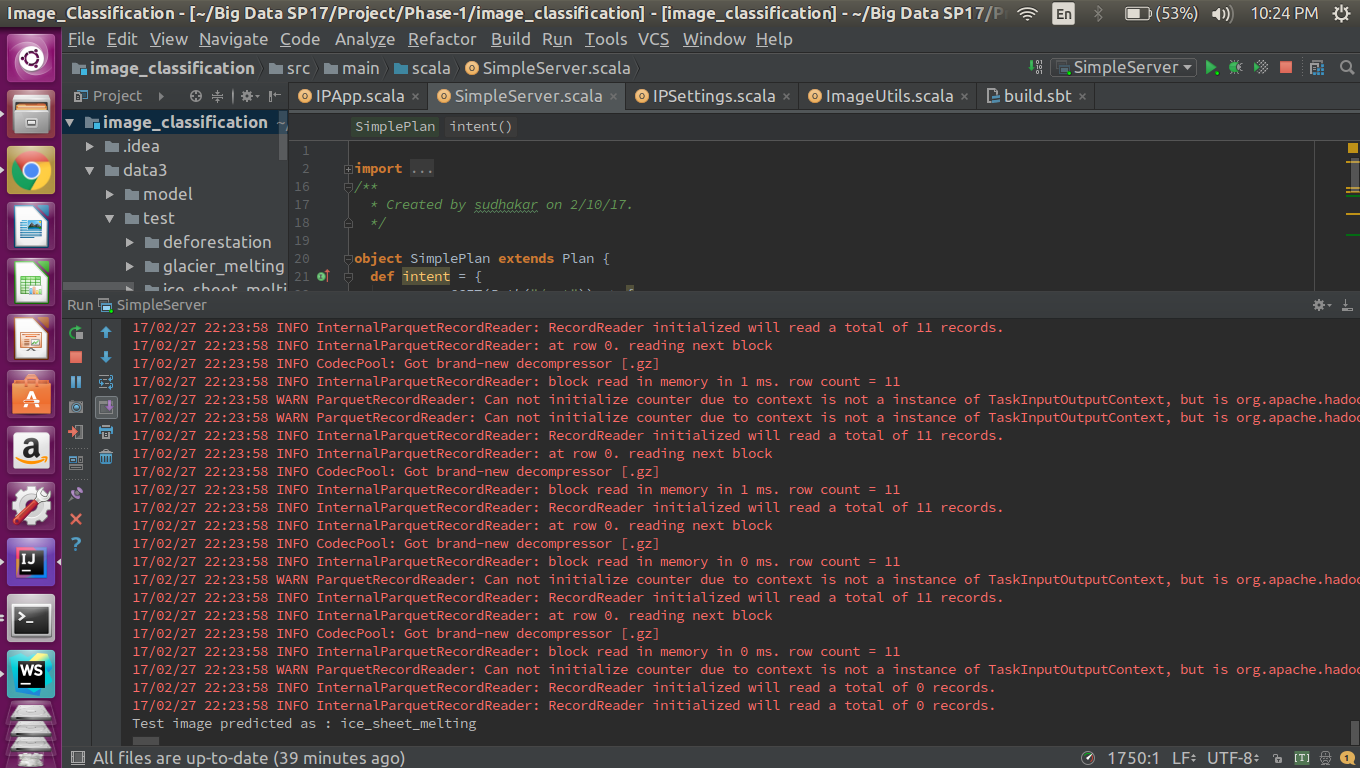 Image_Classification - [~/Big Data SP17/Project/Phase-1/image_classification] - [image_classification] - ~/Big Data SP17/P
En (53%) 10:24 PM
File Edit View Navigate Code Analyze Refactor Build Run Tools VCS Window Help
image_classification src main scala SimpleServer.scala SimpleServer
Project IPApp.scala SimpleServer.scala IPSettings.scala ImageUtils.scala build.sbt
image_classification
.idea
data3
model
test
deforestation
glacier_melting
SimplePlan intent()
1
2 import ...
16 /**
17 * Created by sudhakar on 2/10/17.
18 */
19
20 object SimplePlan extends Plan {
21 def intent = {
Run SimpleServer
17/02/27 22:23:58 INFO InternalParquetRecordReader: RecordReader initialized will read a total of 11 records.
17/02/27 22:23:58 INFO InternalParquetRecordReader: at row 0. reading next block
17/02/27 22:23:58 INFO CodecPool: Got brand-new decompressor [.gz]
17/02/27 22:23:58 INFO InternalParquetRecordReader: block read in memory in 1 ms. row count = 11
17/02/27 22:23:58 WARN ParquetRecordReader: Can not initialize counter due to context is not a instance of TaskInputOutputContext, but is org.apache.hadoo
17/02/27 22:23:58 WARN ParquetRecordReader: Can not initialize counter due to context is not a instance of TaskInputOutputContext, but is org.apache.hadoo
17/02/27 22:23:58 INFO InternalParquetRecordReader: RecordReader initialized will read a total of 11 records.
17/02/27 22:23:58 INFO InternalParquetRecordReader: at row 0. reading next block
17/02/27 22:23:58 INFO CodecPool: Got brand-new decompressor [.gz]
17/02/27 22:23:58 INFO InternalParquetRecordReader: block read in memory in 1 ms. row count = 11
17/02/27 22:23:58 INFO InternalParquetRecordReader: RecordReader initialized will read a total of 11 records.
17/02/27 22:23:58 INFO InternalParquetRecordReader: at row 0. reading next block
17/02/27 22:23:58 INFO CodecPool: Got brand-new decompressor [.gz]
17/02/27 22:23:58 INFO InternalParquetRecordReader: block read in memory in 0 ms. row count = 11
17/02/27 22:23:58 WARN ParquetRecordReader: Can not initialize counter due to context is not a instance of TaskInputOutputContext, but is org.apache.hadoo
17/02/27 22:23:58 INFO InternalParquetRecordReader: RecordReader initialized will read a total of 11 records.
17/02/27 22:23:58 INFO InternalParquetRecordReader: at row 0. reading next block
17/02/27 22:23:58 INFO CodecPool: Got brand-new decompressor [.gz]
17/02/27 22:23:58 INFO InternalParquetRecordReader: block read in memory in 0 ms. row count = 11
17/02/27 22:23:58 WARN ParquetRecordReader: Can not initialize counter due to context is not a instance of TaskInputOutputContext, but is org.apache.hadoo
17/02/27 22:23:58 INFO InternalParquetRecordReader: RecordReader initialized will read a total of 0 records.
17/02/27 22:23:58 INFO InternalParquetRecordReader: RecordReader initialized will read a total of 0 records.
Test image predicted as : ice_sheet_melting
All files are up-to-date (39 minutes ago) 1750:1 LF UTF-8 [T] 1